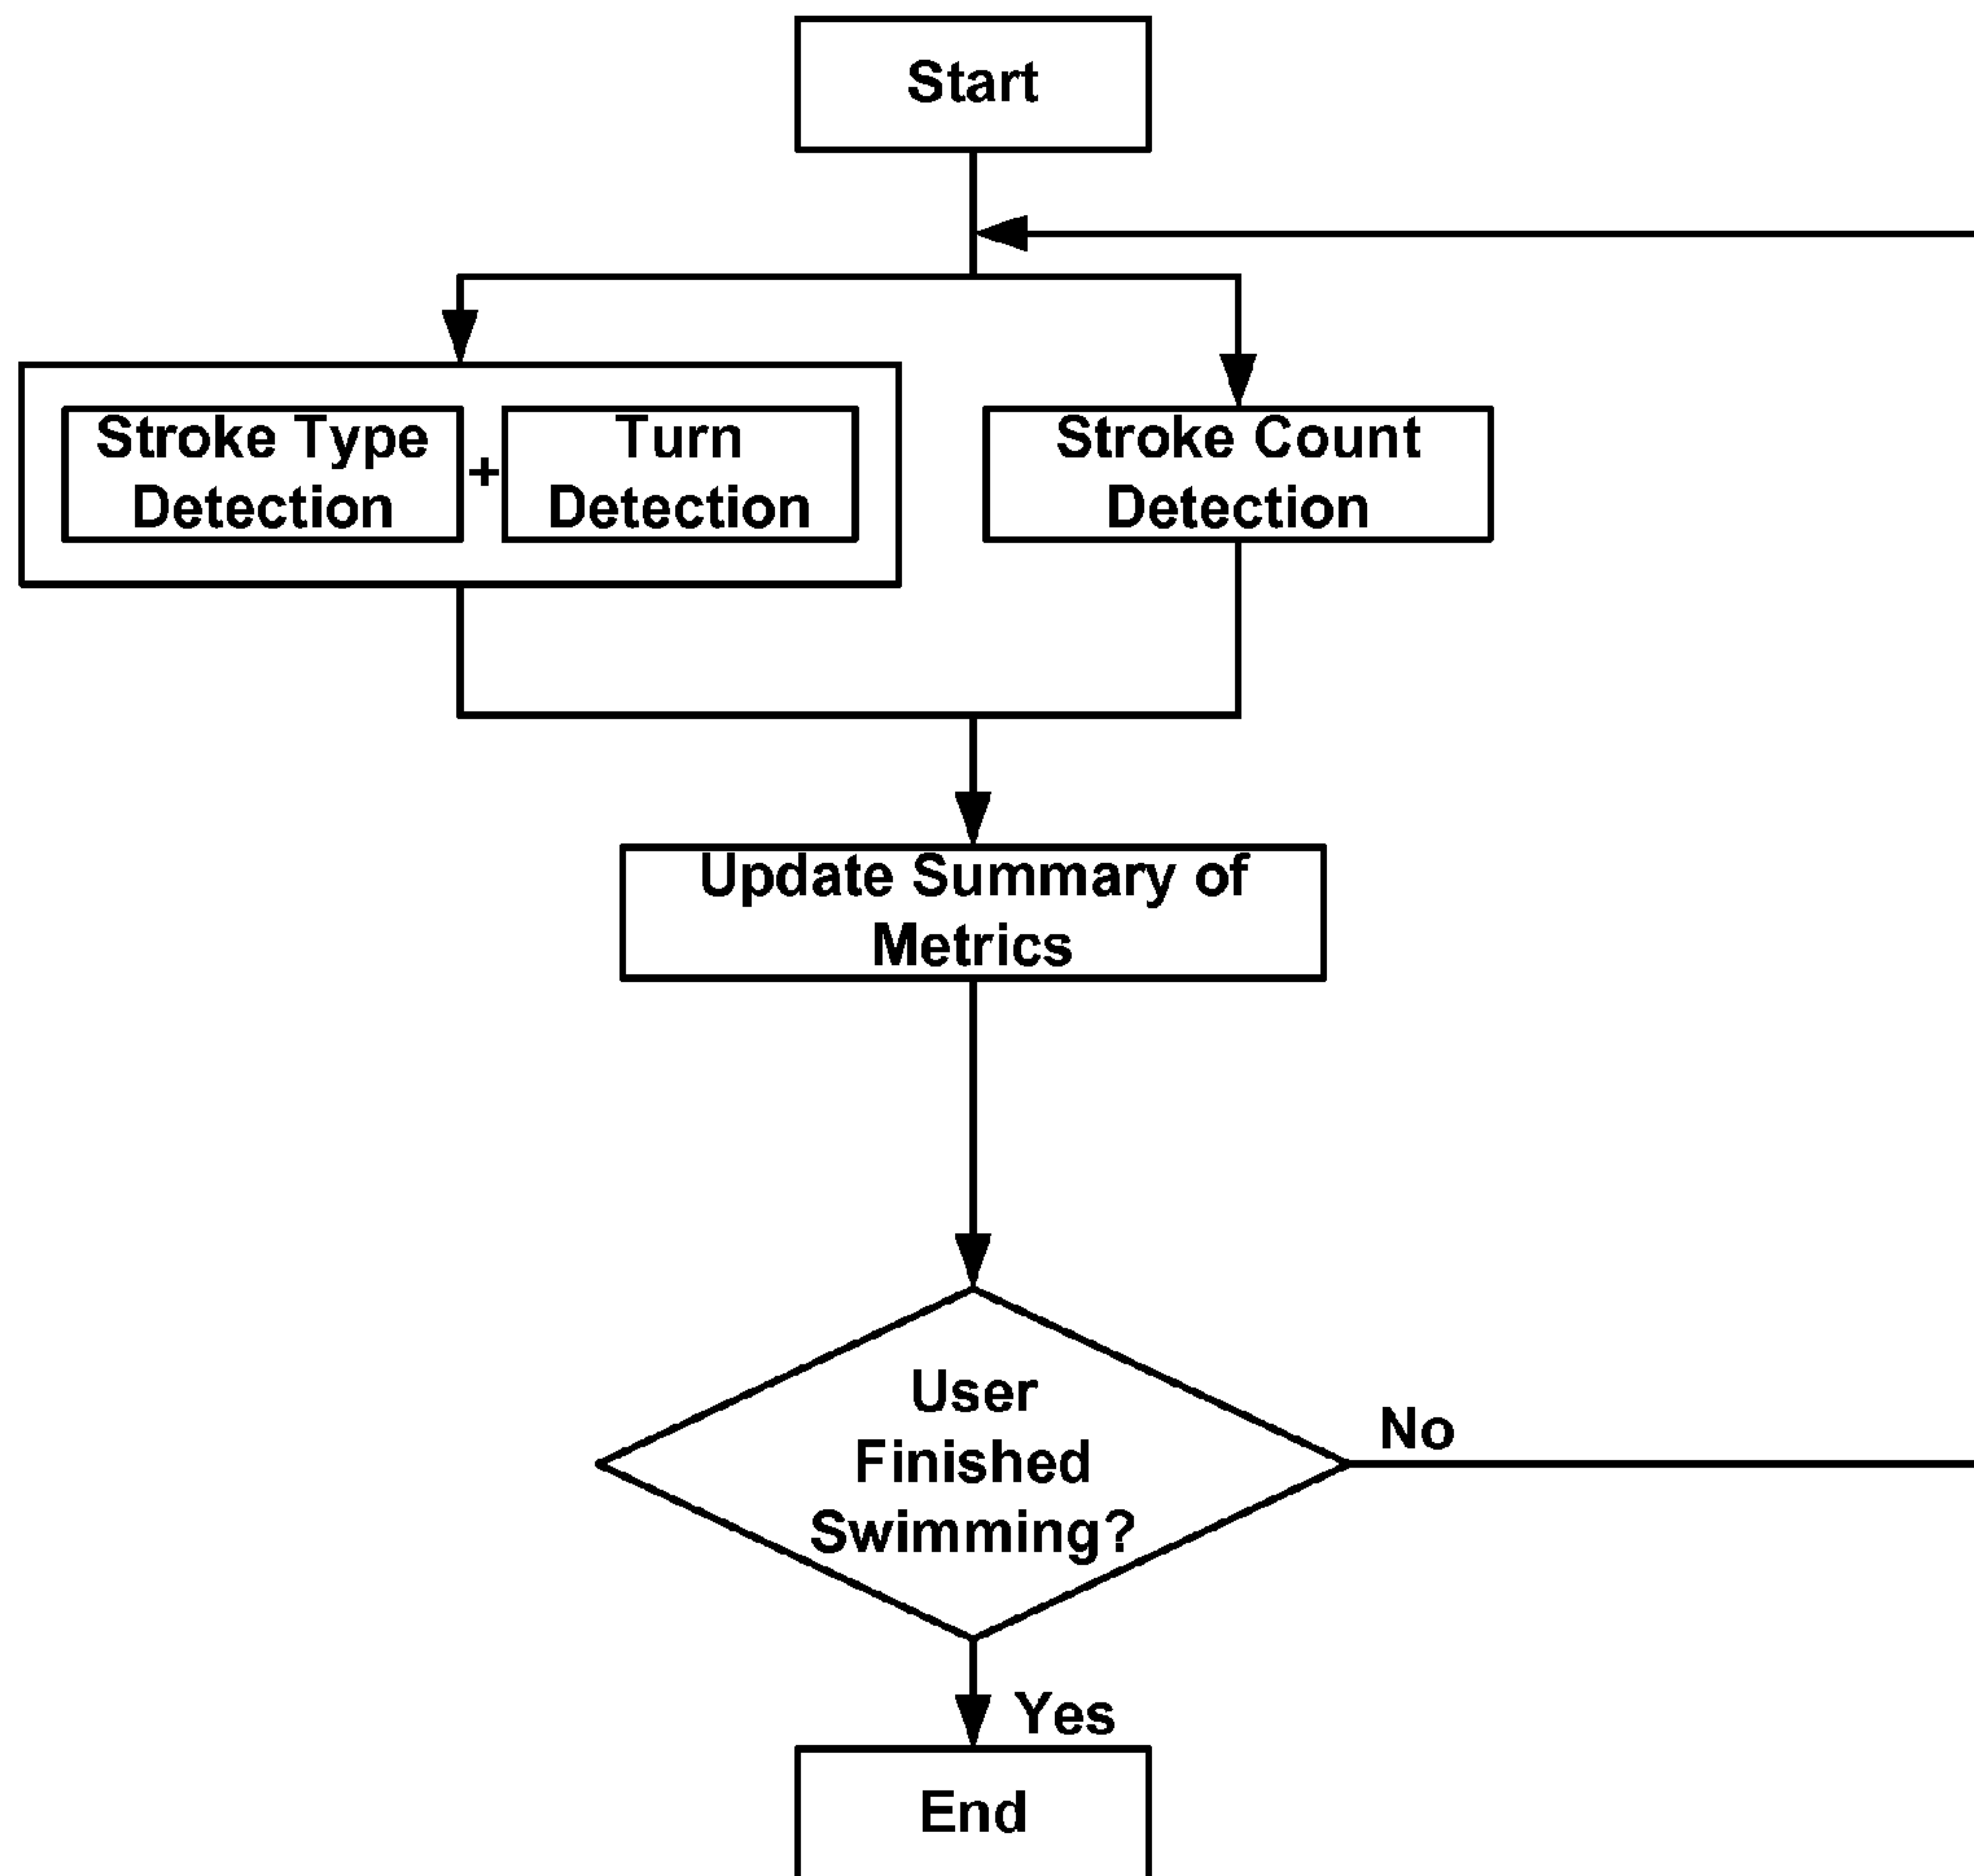 Start
Stroke Type
Detection
+
Turn
Detection
Stroke Count
Detection
Update Summary of
Metrics
User
Finished
Swimming?
No
Yes
End